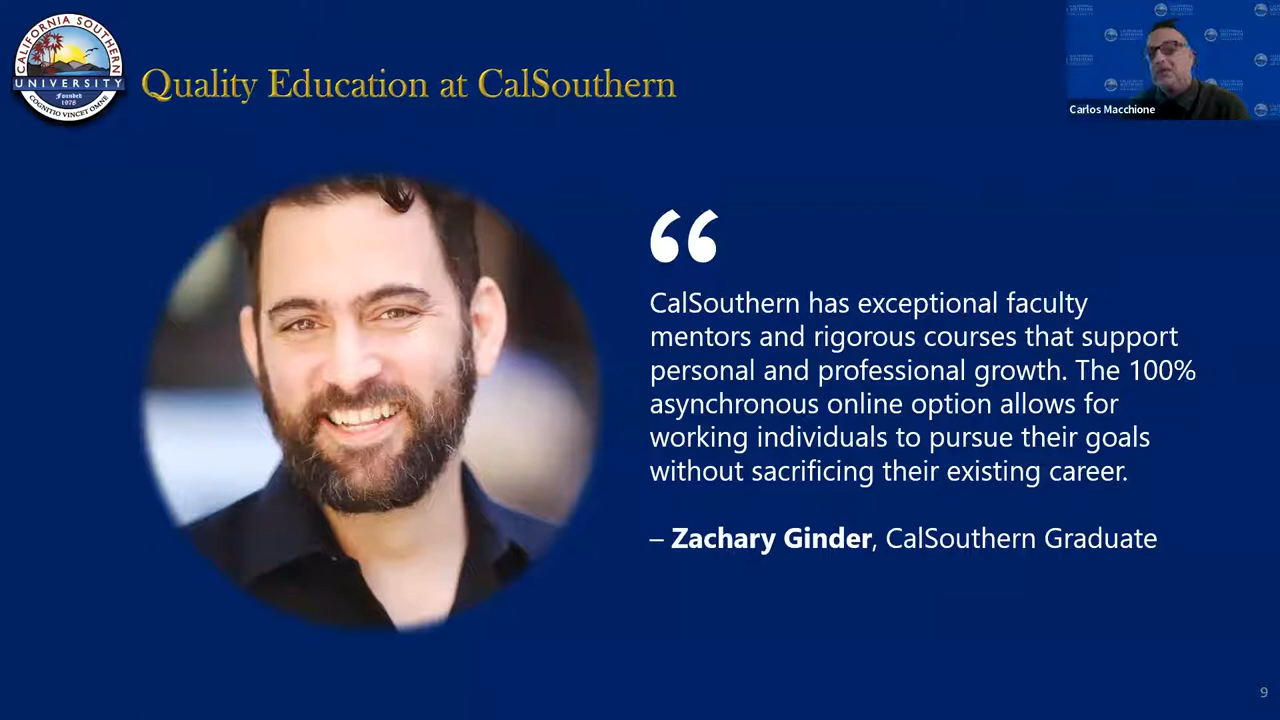 CALIFORNIA SOUTHERN
UNIVERSITY
Founded
1978
COGNITIO VINCET OMNE
Quality Education at CalSouthern
Carlos Macchione
“
CalSouthern has exceptional faculty
mentors and rigorous courses that support
personal and professional growth. The 100%
asynchronous online option allows for
working individuals to pursue their goals
without sacrificing their existing career.
– Zachary Ginder, CalSouthern Graduate
9